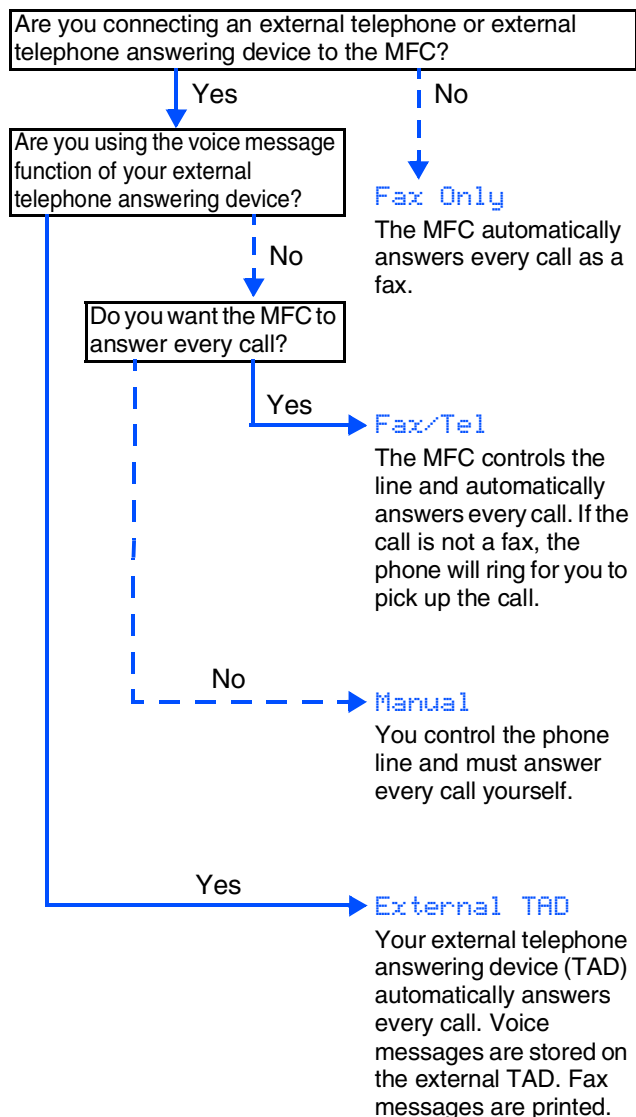 Are you connecting an external telephone or external
telephone answering device to the MFC?
Yes
No
Are you using the voice message
function of your external
telephone answering device?
Fax Only
The MFC automatically
answers every call as a
fax.
No
Do you want the MFC to
answer every call?
Yes
Fax/Tel
The MFC controls the
line and automatically
answers every call. If the
call is not a fax, the
phone will ring for you to
pick up the call.
No
Manual
You control the phone
line and must answer
every call yourself.
Yes
External TAD
Your external telephone
answering device (TAD)
automatically answers
every call. Voice
messages are stored on
the external TAD. Fax
messages are printed.